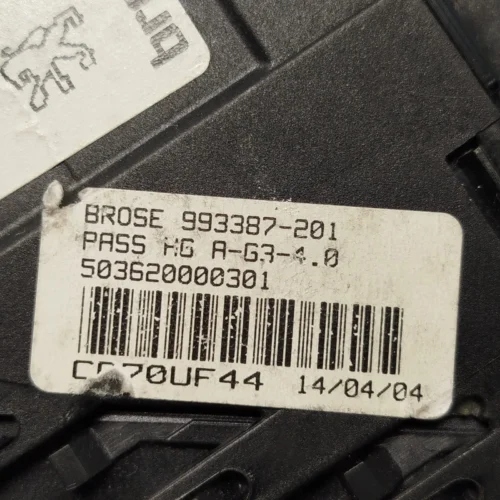 BROSE 993387-201
PASS HG A-G3-4.0
503620000301
14/04/04